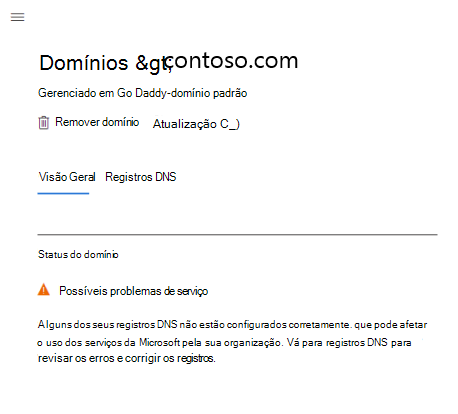 Domínios &gt; contoso.com
Gerenciado em Go Daddy-domínio padrão
Remover domínio Atualização C_)
Visão Geral Registros DNS
Status do domínio
Possíveis problemas de serviço
Alguns dos seus registros DNS não estão configurados corretamente. que pode afetar
o uso dos serviços da Microsoft pela sua organização. Vá para registros DNS para
revisar os erros e corrigir os registros.